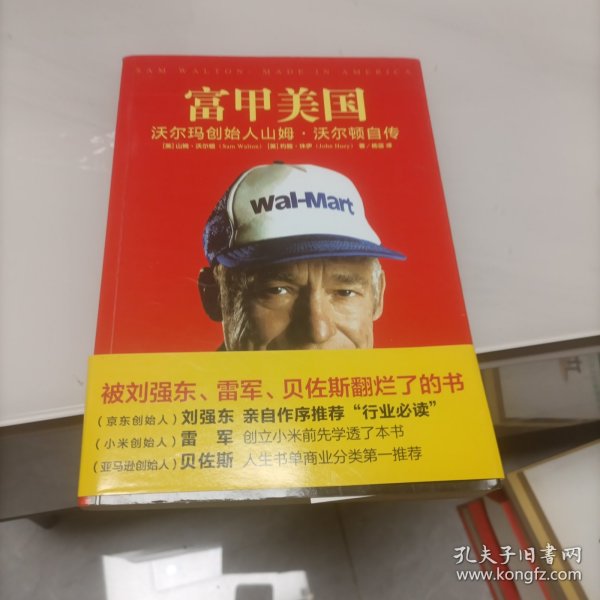 SAM WALTON: MADE IN AMERICA
富甲美国
沃尔玛创始人山姆·沃尔顿自传
[美] 山姆·沃尔顿 (Sam Walton) [美] 约翰·休伊 (John Huey) 著 / 杨蓓 译
Wal-Mart
被刘强东、雷军、贝佐斯翻烂了的书
(京东创始人) 刘强东 亲自作序推荐“行业必读”
(小米创始人) 雷 军 创立小米前先学透了本书
(亚马逊创始人) 贝佐斯 人生书单商业分类第一推荐
孔夫子旧书网
www.kongfz.com